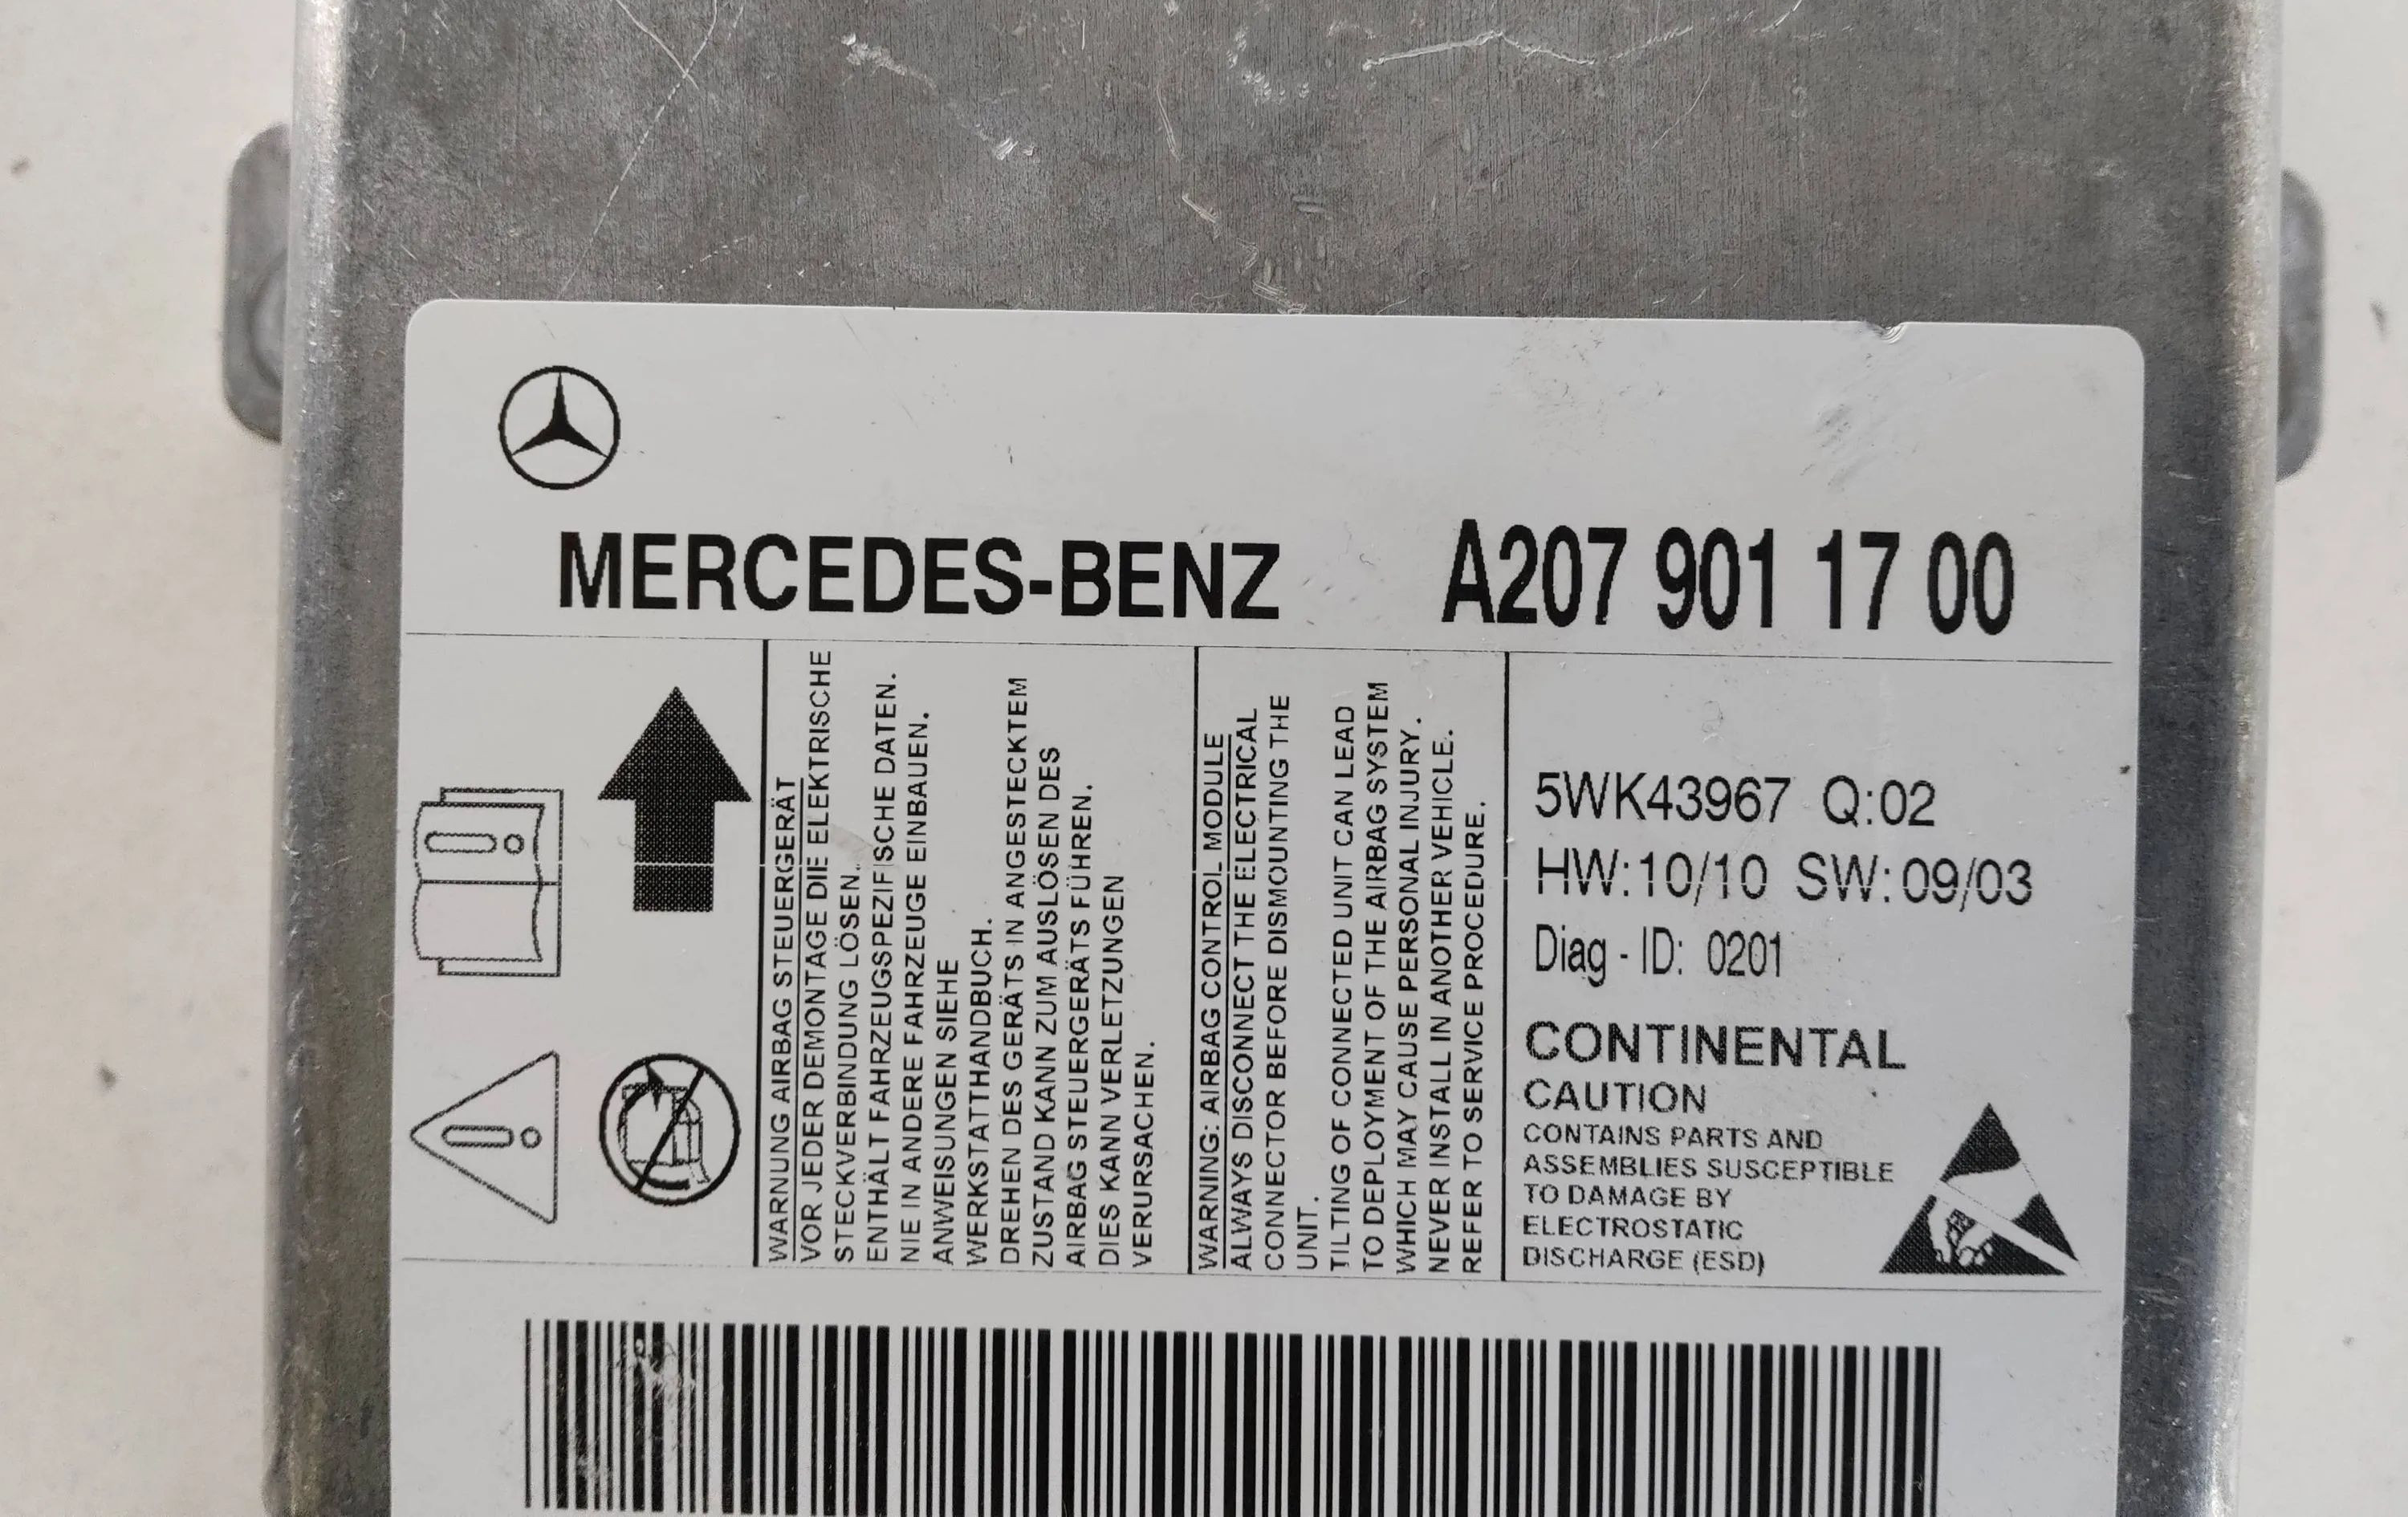 MERCEDES-BENZ A207 901 17 00
WARNUNG AIRBAG STEUERGERÄT
VOR JEDER DEMONTAGE DIE ELEKTRISCHE
STECKVERBINDUNG LÖSEN.
ENTHÄLT FAHRZEUGSPEZIFISCHE DATEN.
NIE IN ANDERE FAHRZEUGE EINBAUEN.
ANWEISUNGEN SIEHE
WERKSTATTHANDBUCH.
DREHEN DES GERÄTS IN ANGESTECKTEM
ZUSTAND KANN ZUM AUSLÖSEN DES
AIRBAG STEUERGERÄTS FÜHREN.
DIES KANN VERLETZUNGEN
VERURSACHEN.
WARNING: AIRBAG CONTROL MODULE
ALWAYS DISCONNECT THE ELECTRICAL
CONNECTOR BEFORE DISMOUNTING THE
UNIT.
TILTING OF CONNECTED UNIT CAN LEAD
TO DEPLOYMENT OF THE AIRBAG SYSTEM
WHICH MAY CAUSE PERSONAL INJURY.
NEVER INSTALL IN ANOTHER VEHICLE.
REFER TO SERVICE PROCEDURE.
5WK43967 Q:02
HW:10/10 SW:09/03
Diag - ID: 0201
CONTINENTAL
CAUTION
CONTAINS PARTS AND
ASSEMBLIES SUSCEPTIBLE
TO DAMAGE BY
ELECTROSTATIC
DISCHARGE (ESD)